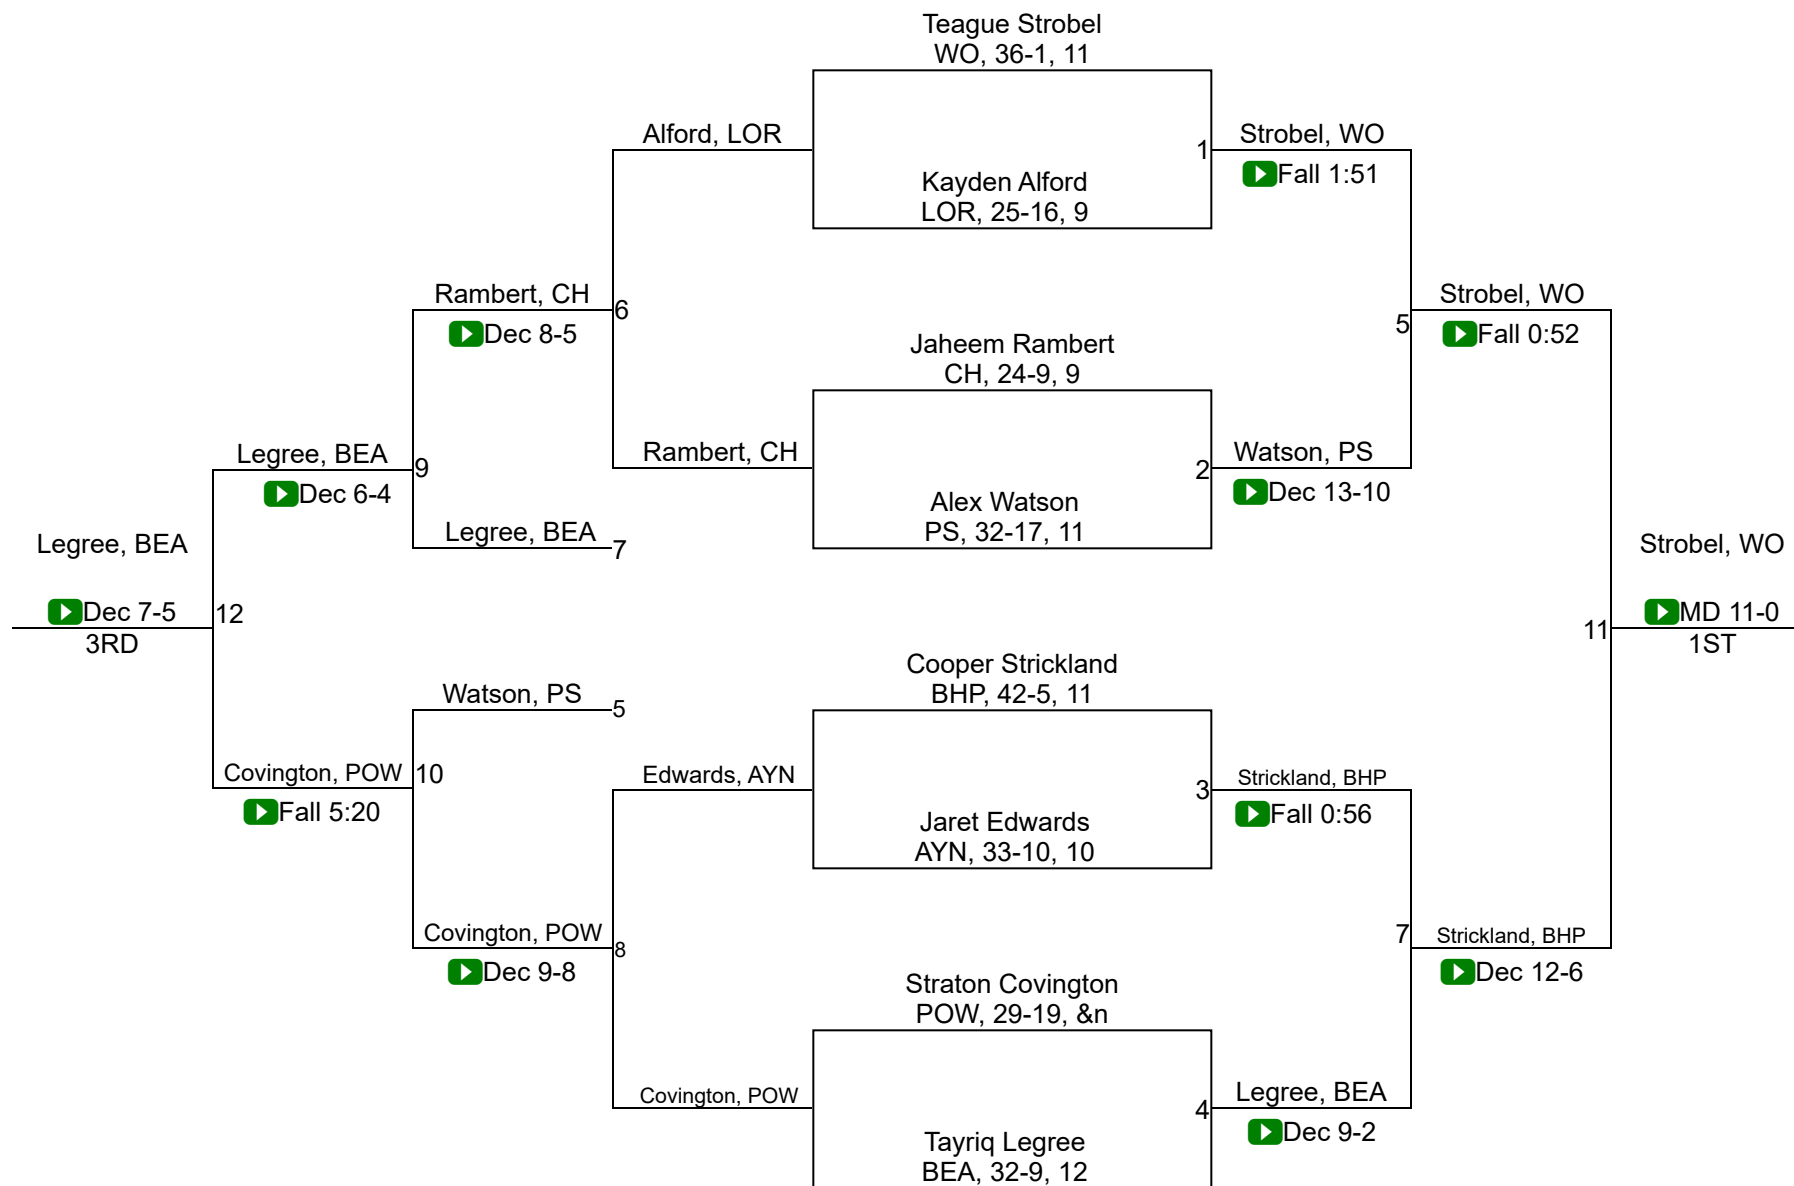 Teague Strobel
WO, 36-1, 11
Alford, LOR
1
Strobel, WO
Fall 1:51
Kayden Alford
LOR, 25-16, 9
Rambert, CH
6
Dec 8-5
5
Strobel, WO
Fall 0:52
Jaheem Rambert
CH, 24-9, 9
Legree, BEA
9
Dec 6-4
Rambert, CH
2
Watson, PS
Dec 13-10
Alex Watson
PS, 32-17, 11
Legree, BEA
7
Legree, BEA
Dec 7-5
3RD
12
Strobel, WO
11
MD 11-0
1ST
Cooper Strickland
BHP, 42-5, 11
Watson, PS
5
Covington, POW
10
Fall 5:20
Edwards, AYN
3
Strickland, BHP
Fall 0:56
Jaret Edwards
AYN, 33-10, 10
Covington, POW
8
Dec 9-8
7
Strickland, BHP
Dec 12-6
Straton Covington
POW, 29-19, &n
Covington, POW
4
Legree, BEA
Dec 9-2
Tayriq Legree
BEA, 32-9, 12